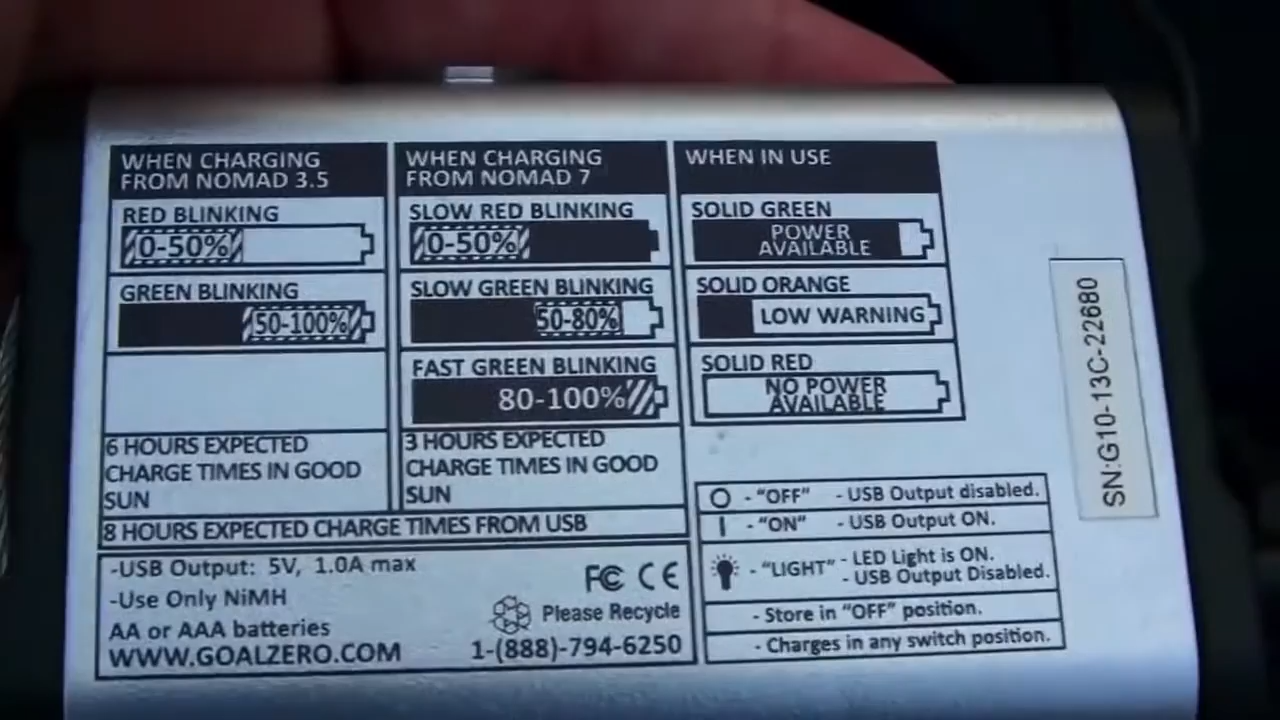 WHEN CHARGING
FROM NOMAD 3.5
RED BLINKING
0-50%
GREEN BLINKING
50-100%
6 HOURS EXPECTED
CHARGE TIMES IN GOOD
SUN
WHEN CHARGING
FROM NOMAD 7
SLOW RED BLINKING
0-50%
SLOW GREEN BLINKING
50-80%
FAST GREEN BLINKING
80-100%
3 HOURS EXPECTED
CHARGE TIMES IN GOOD
SUN
8 HOURS EXPECTED CHARGE TIMES FROM USB
WHEN IN USE
SOLID GREEN
POWER
AVAILABLE
SOLID ORANGE
LOW WARNING
SOLID RED
NO POWER
AVAILABLE
-USB Output: 5V, 1.0A max
-Use Only NiMH
AA or AAA batteries
WWW.GOALZERO.COM
FC CE
Please Recycle
1-(888)-794-6250
O - "OFF" - USB Output disabled.
| - "ON" - USB Output ON.
- "LIGHT" - LED Light is ON.
- USB Output Disabled.
- Store in "OFF" position.
- Charges in any switch position.
SN:G10-13C-22680